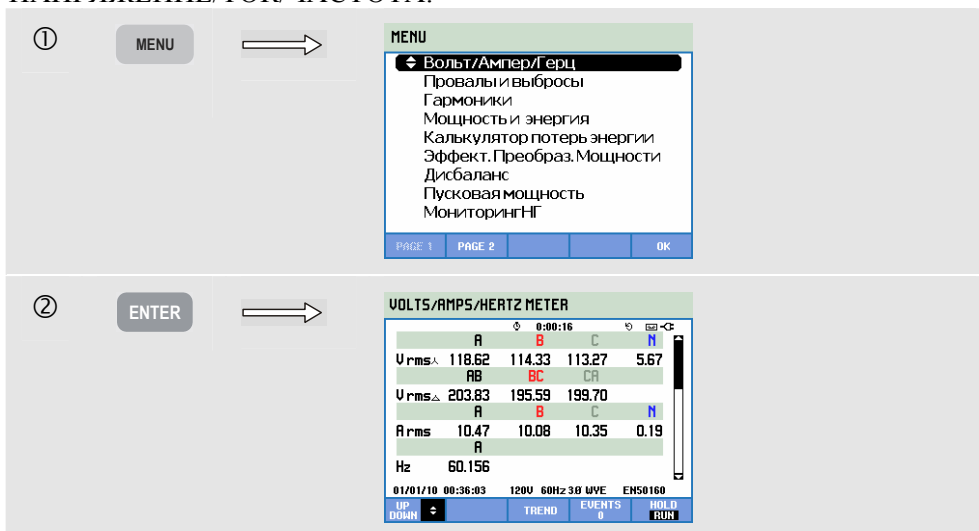 НАПРЯЖЕНИЕ/ТОК/ЧАСТОТА:
① MENU
MENU
Вольт/Ампер/Герц
Провалы и выбросы
Гармоники
Мощность и энергия
Калькулятор потерь энергии
Эффект. Преобраз. Мощности
Дисбаланс
Пусковая мощность
МониторингНГ
PAGE 1 PAGE 2 OK
② ENTER
VOLTS/AMPS/HERTZ METER
0:00:16
A B C N
Vrms⅄ 118.62 114.33 113.27 5.67
AB BC CA
Vrms△ 203.83 195.59 199.70
A B C N
Arms 10.47 10.08 10.35 0.19
A
Hz 60.156
01/01/10 00:36:03 120V 60Hz 3Ø WYE EN50160
UP DOWN TREND EVENTS 0 HOLD RUN